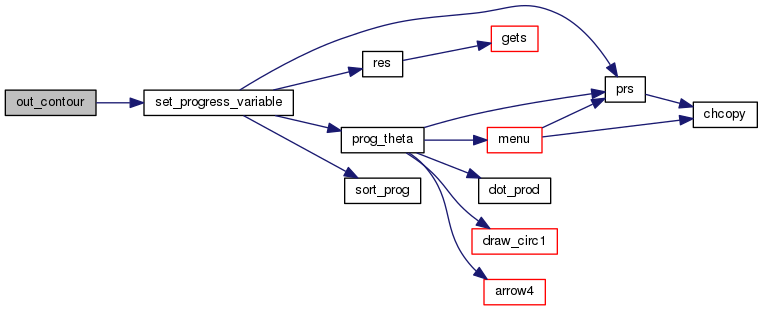 out_contour
set_progress_variable
res
gets
prs
chcopy
prog_theta
menu
sort_prog
dot_prod
draw_circ1
arrow4